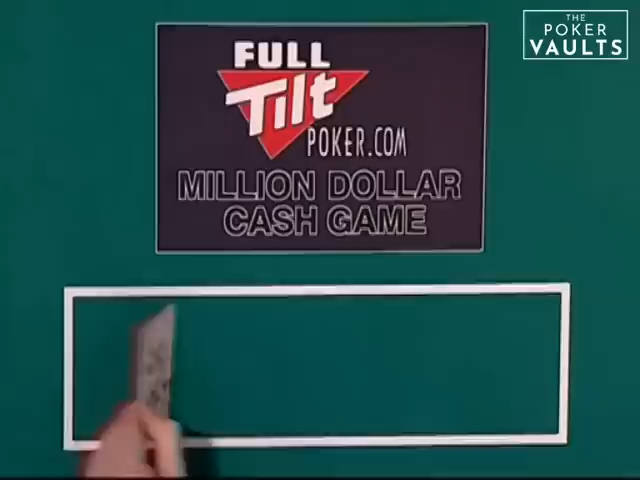 THE
POKER
VAULTS
FULL
Tilt
POKER.COM
MILLION DOLLAR
CASH GAME